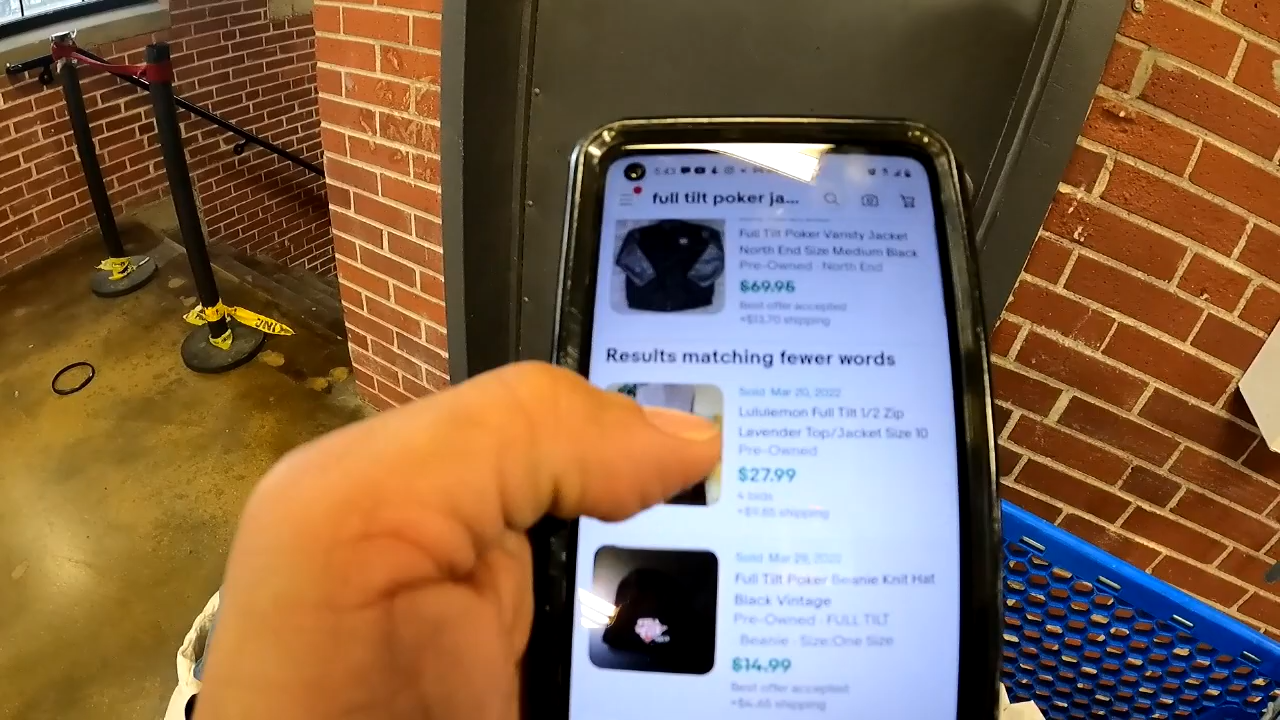 5:43
full tilt poker ja...
Full Tilt Poker Varsity Jacket
North End Size Medium Black
Pre-Owned · North End
$69.95
Best offer accepted
+$13.70 shipping
Results matching fewer words
Sold Mar 20, 2022
Lululemon Full Tilt 1/2 Zip
Lavender Top/Jacket Size 10
Pre-Owned
$27.99
4 bids
shipping
Sold Mar 29, 2022
Full Tilt Poker Beanie Knit Hat
Black Vintage
Pre-Owned · FULL TILT
Beanie · Size:One Size
$14.99
Best offer accepted
+$4.65 shipping